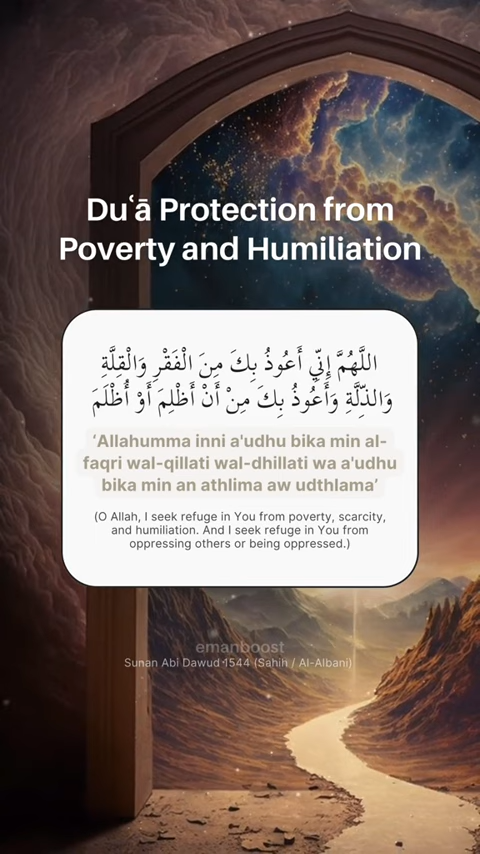 Duʿā Protection from
Poverty and Humiliation
اللَّهُمَّ إِنِّي أَعُوذُ بِكَ مِنَ الْفَقْرِ وَالْقِلَّةِ
وَالذِّلَّةِ وَأَعُوذُ بِكَ مِنْ أَنْ أَظْلِمَ أَوْ أُظْلَمَ
‘Allahumma inni a'udhu bika min al-
faqri wal-qillati wal-dhillati wa a'udhu
bika min an athlima aw udthlama’
(O Allah, I seek refuge in You from poverty, scarcity,
and humiliation. And I seek refuge in You from
oppressing others or being oppressed.)
emanboost
Sunan Abi Dawud 1544 (Sahih / Al-Albani)